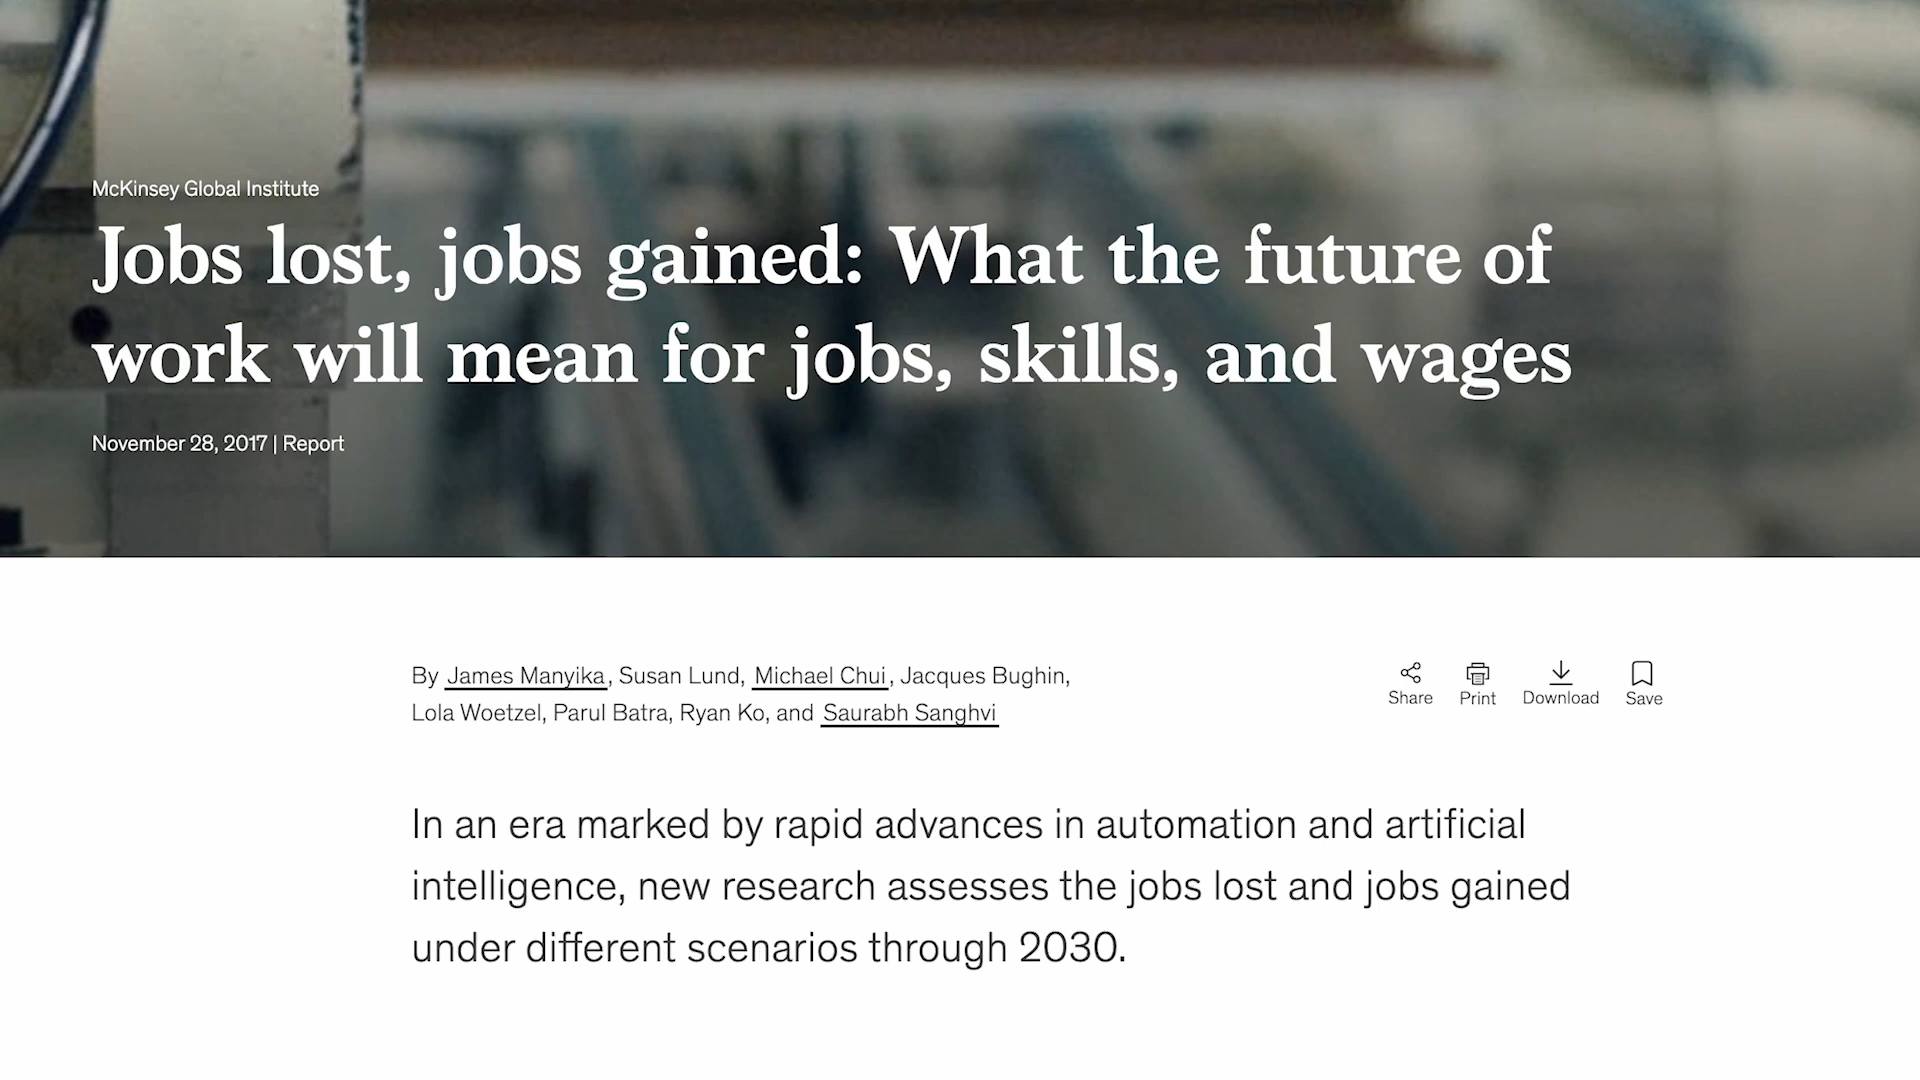 McKinsey Global Institute
Jobs lost, jobs gained: What the future of
work will mean for jobs, skills, and wages
November 28, 2017 | Report
By James Manyika, Susan Lund, Michael Chui, Jacques Bughin,
Lola Woetzel, Parul Batra, Ryan Ko, and Saurabh Sanghvi
Share Print Download Save
In an era marked by rapid advances in automation and artificial
intelligence, new research assesses the jobs lost and jobs gained
under different scenarios through 2030.